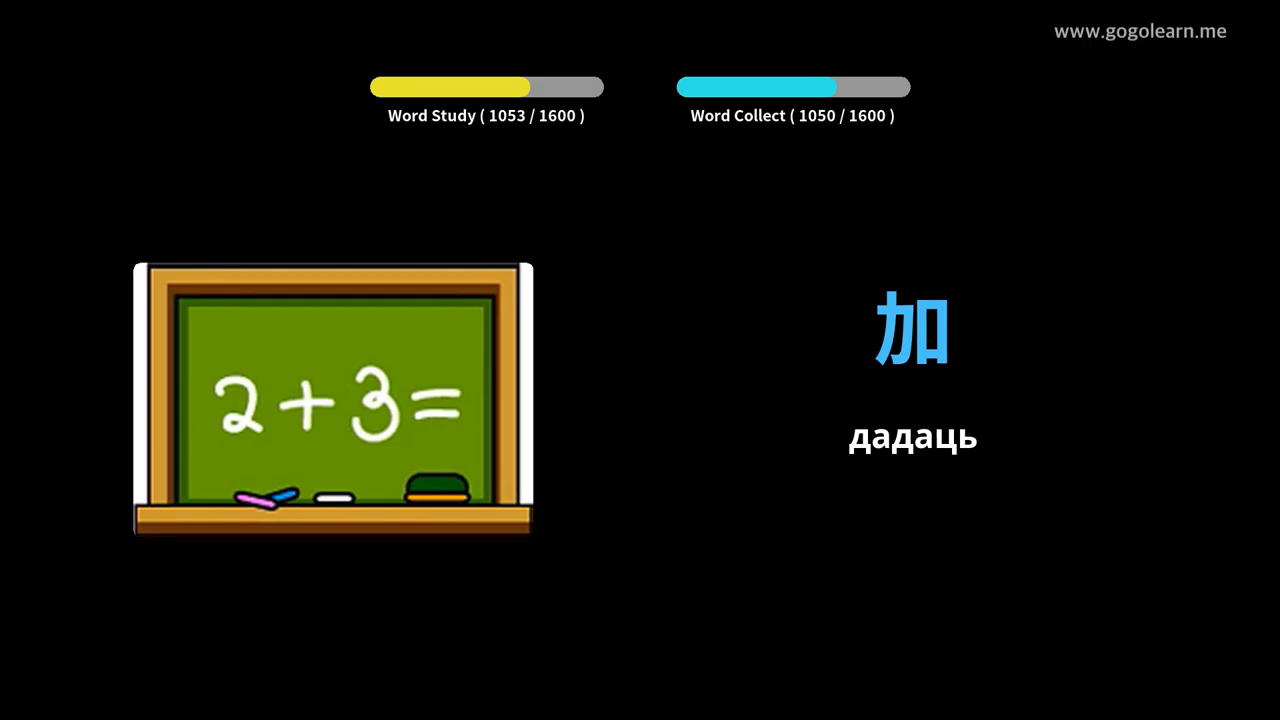 www.gogolearn.me
Word Study ( 1053 / 1600 )
Word Collect ( 1050 / 1600 )
2+3=
加
дадаць